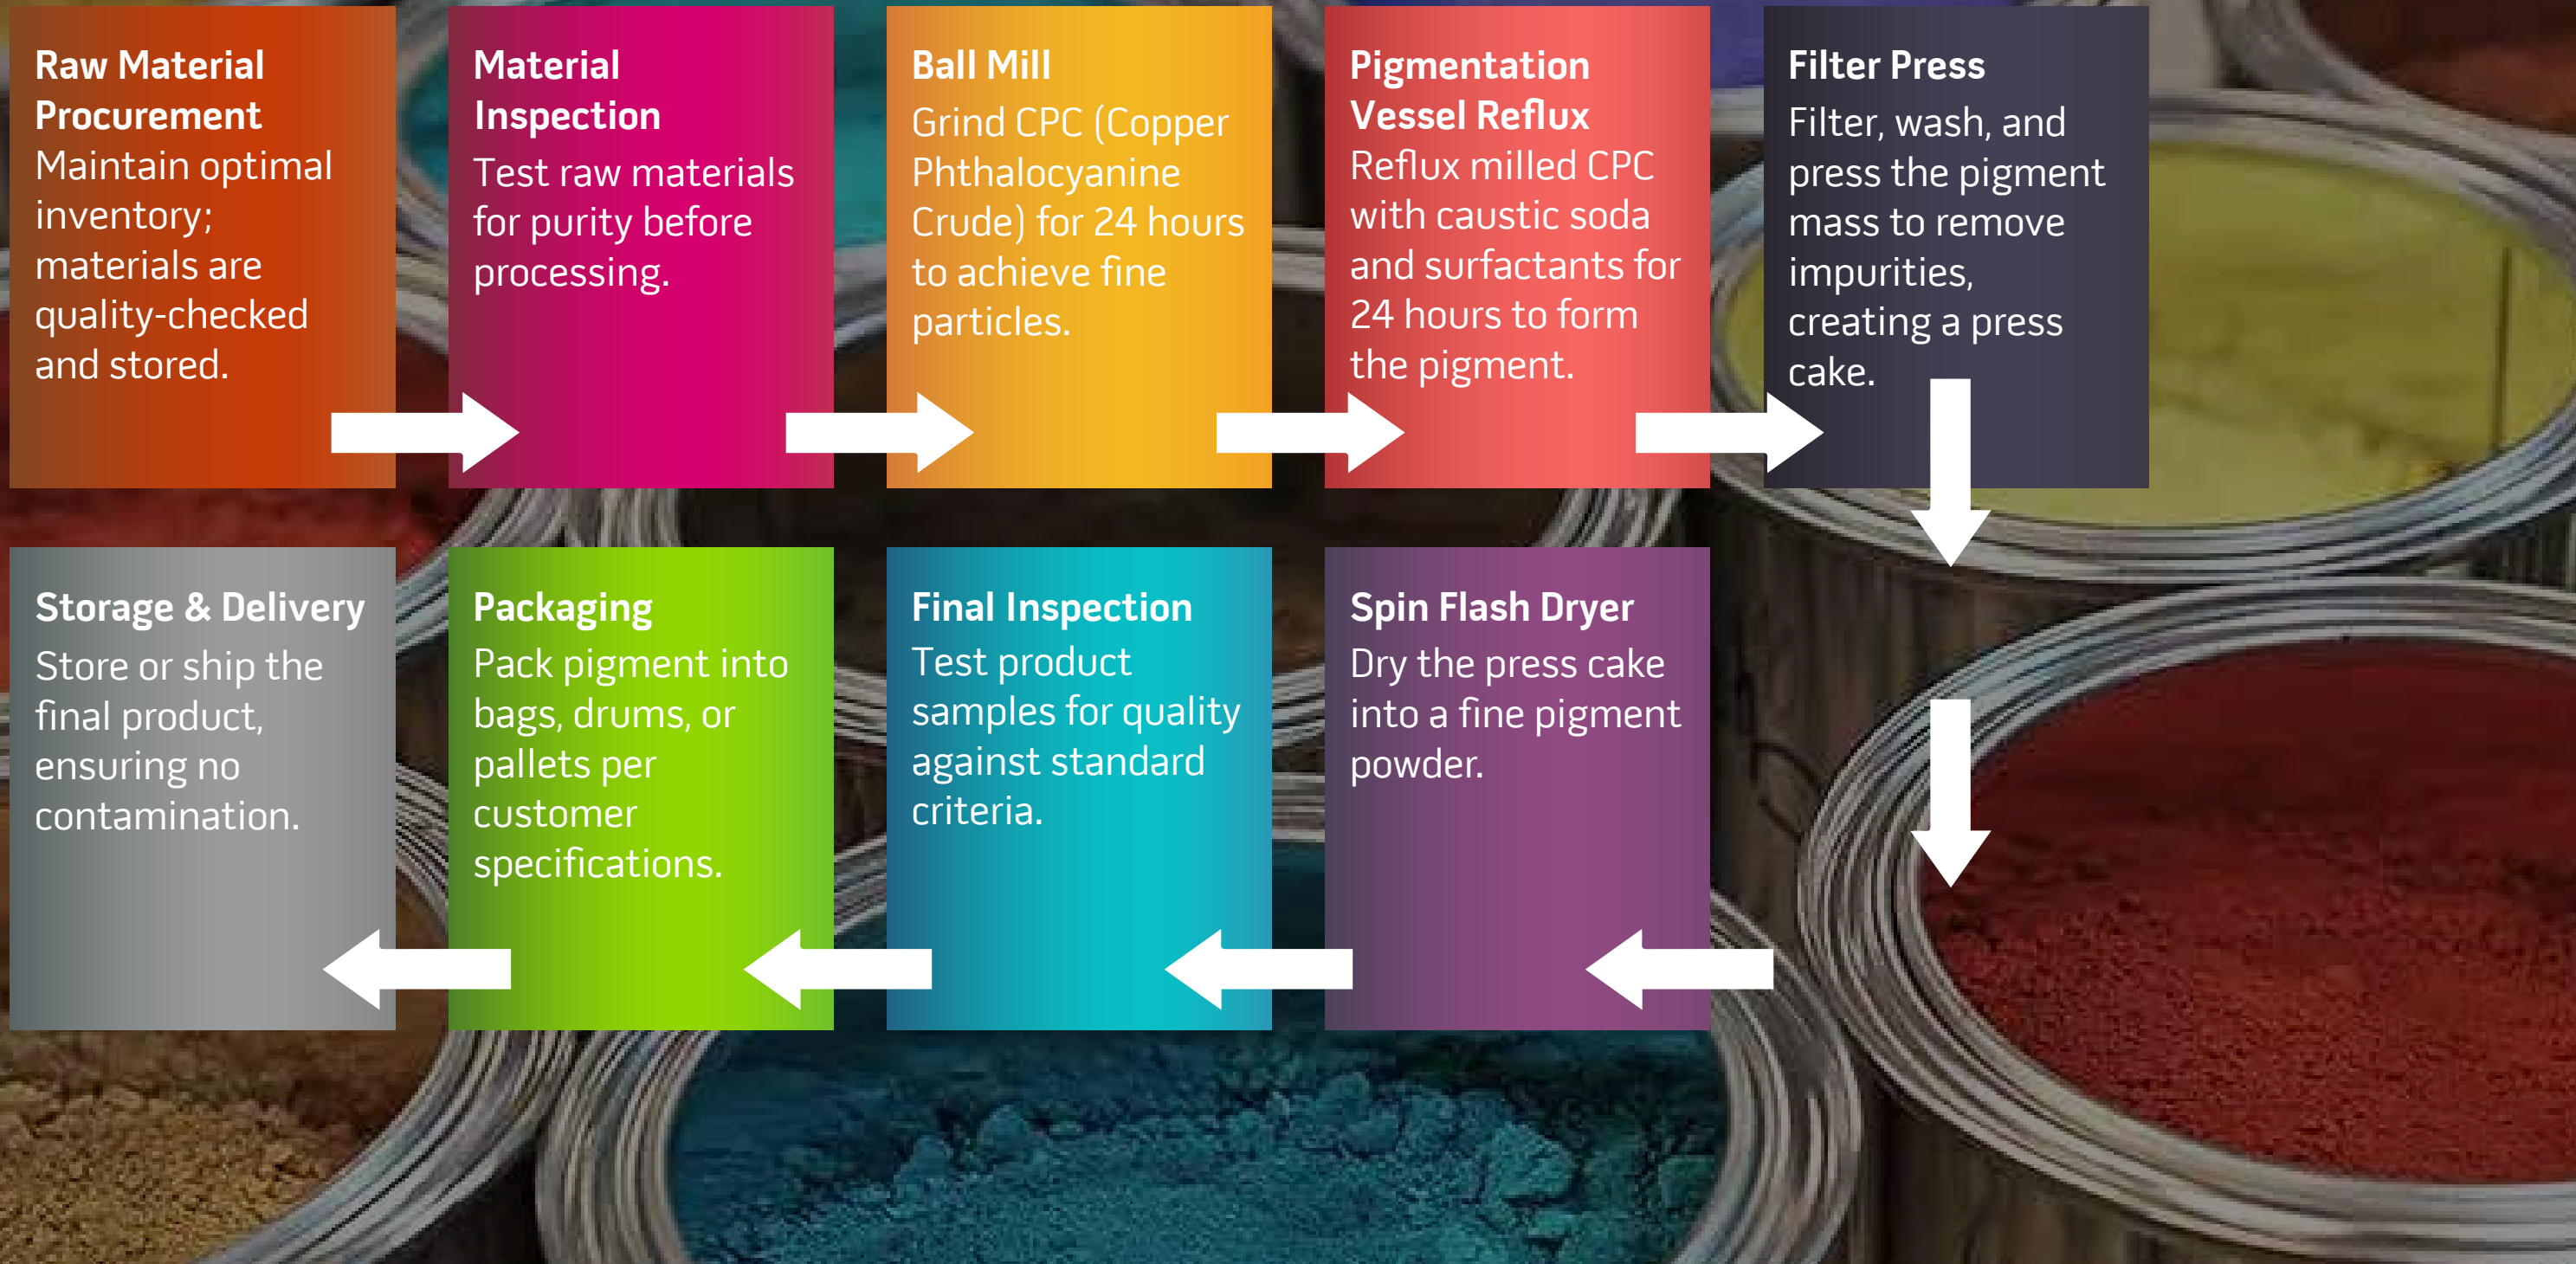 Raw Material
Procurement
Maintain optimal
inventory;
materials are
quality-checked
and stored.
Material
Inspection
Test raw materials
for purity before
processing.
Ball Mill
Grind CPC (Copper
Phthalocyanine
Crude) for 24 hours
to achieve fine
particles.
Pigmentation
Vessel Reflux
Reflux milled CPC
with caustic soda
and surfactants for
24 hours to form
the pigment.
Filter Press
Filter, wash, and
press the pigment
mass to remove
impurities,
creating a press
cake.
Spin Flash Dryer
Dry the press cake
into a fine pigment
powder.
Final Inspection
Test product
samples for quality
against standard
criteria.
Packaging
Pack pigment into
bags, drums, or
pallets per
customer
specifications.
Storage & Delivery
Store or ship the
final product,
ensuring no
contamination.